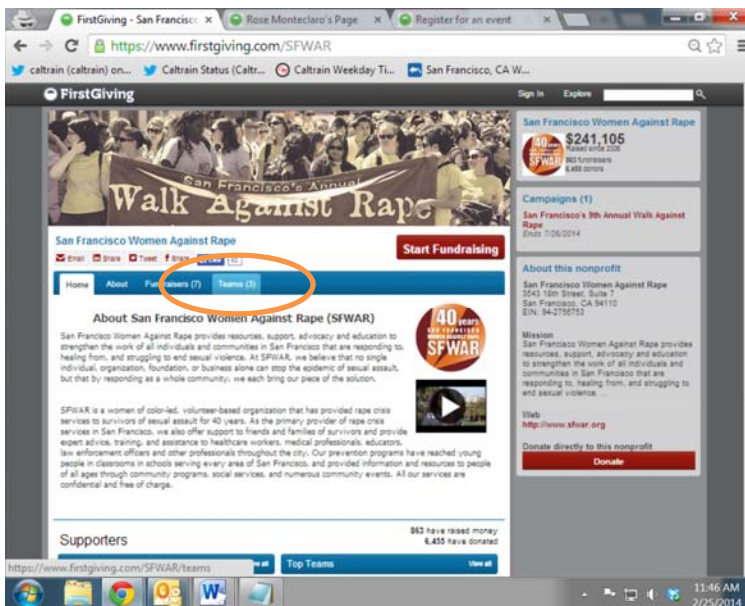 FirstGiving - San Francisco
Rose Monteclaro's Page
Register for an event
https://www.firstgiving.com/SFWAR
caltrain (caltrain) on...
Caltrain Status (Caltr...
Caltrain Weekday Ti...
San Francisco, CA W...
FirstGiving
Sign In
Explore
San Francisco's Annual
Walk Against Rape
San Francisco Women Against Rape
Email
Share
Tweet
Share
Start Fundraising
Home
About
Fundraisers (7)
Teams (3)
About San Francisco Women Against Rape (SFWAR)
San Francisco Women Against Rape provides resources, support, advocacy and education to
strengthen the work of all individuals and communities in San Francisco that are responding to,
healing from, and struggling to end sexual violence. At SFWAR, we believe that no single
individual, organization, foundation, or business alone can stop the epidemic of sexual assault,
but that by responding as a whole community, we each bring our piece of the solution.
SFWAR is a women of color-led, volunteer-based organization that has provided rape crisis
services to survivors of sexual assault for 40 years. As the primary provider of rape crisis
services in San Francisco, we also offer support to friends and families of survivors and provide
expert advice, training, and assistance to healthcare workers, medical professionals, educators,
law enforcement officers and other professionals throughout the city. Our prevention programs have reached young
people in classrooms in schools serving every area of San Francisco, and provided information and resources to people
of all ages through community programs, social services, and numerous community events. All our services are
confidential and free of charge.
40 years
SFWAR
Supporters
863 have raised money
6,455 have donated
View all
Top Teams
View all
San Francisco Women Against Rape
40 years
SFWAR
$241,105
Raised since 2006
863 fundraisers
6,455 donors
Campaigns (1)
San Francisco's 9th Annual Walk Against
Rape
Ends 7/26/2014
About this nonprofit
San Francisco Women Against Rape
3543 18th Street, Suite 7
San Francisco, CA 94110
EIN: 94-2756753
Mission
San Francisco Women Against Rape provides
resources, support, advocacy and education
to strengthen the work of all individuals and
communities in San Francisco that are
responding to, healing from, and struggling to
end sexual violence. ...
Web
http://www.sfwar.org
Donate directly to this nonprofit
Donate
https://www.firstgiving.com/SFWAR/teams
11:46 AM
2/25/2014